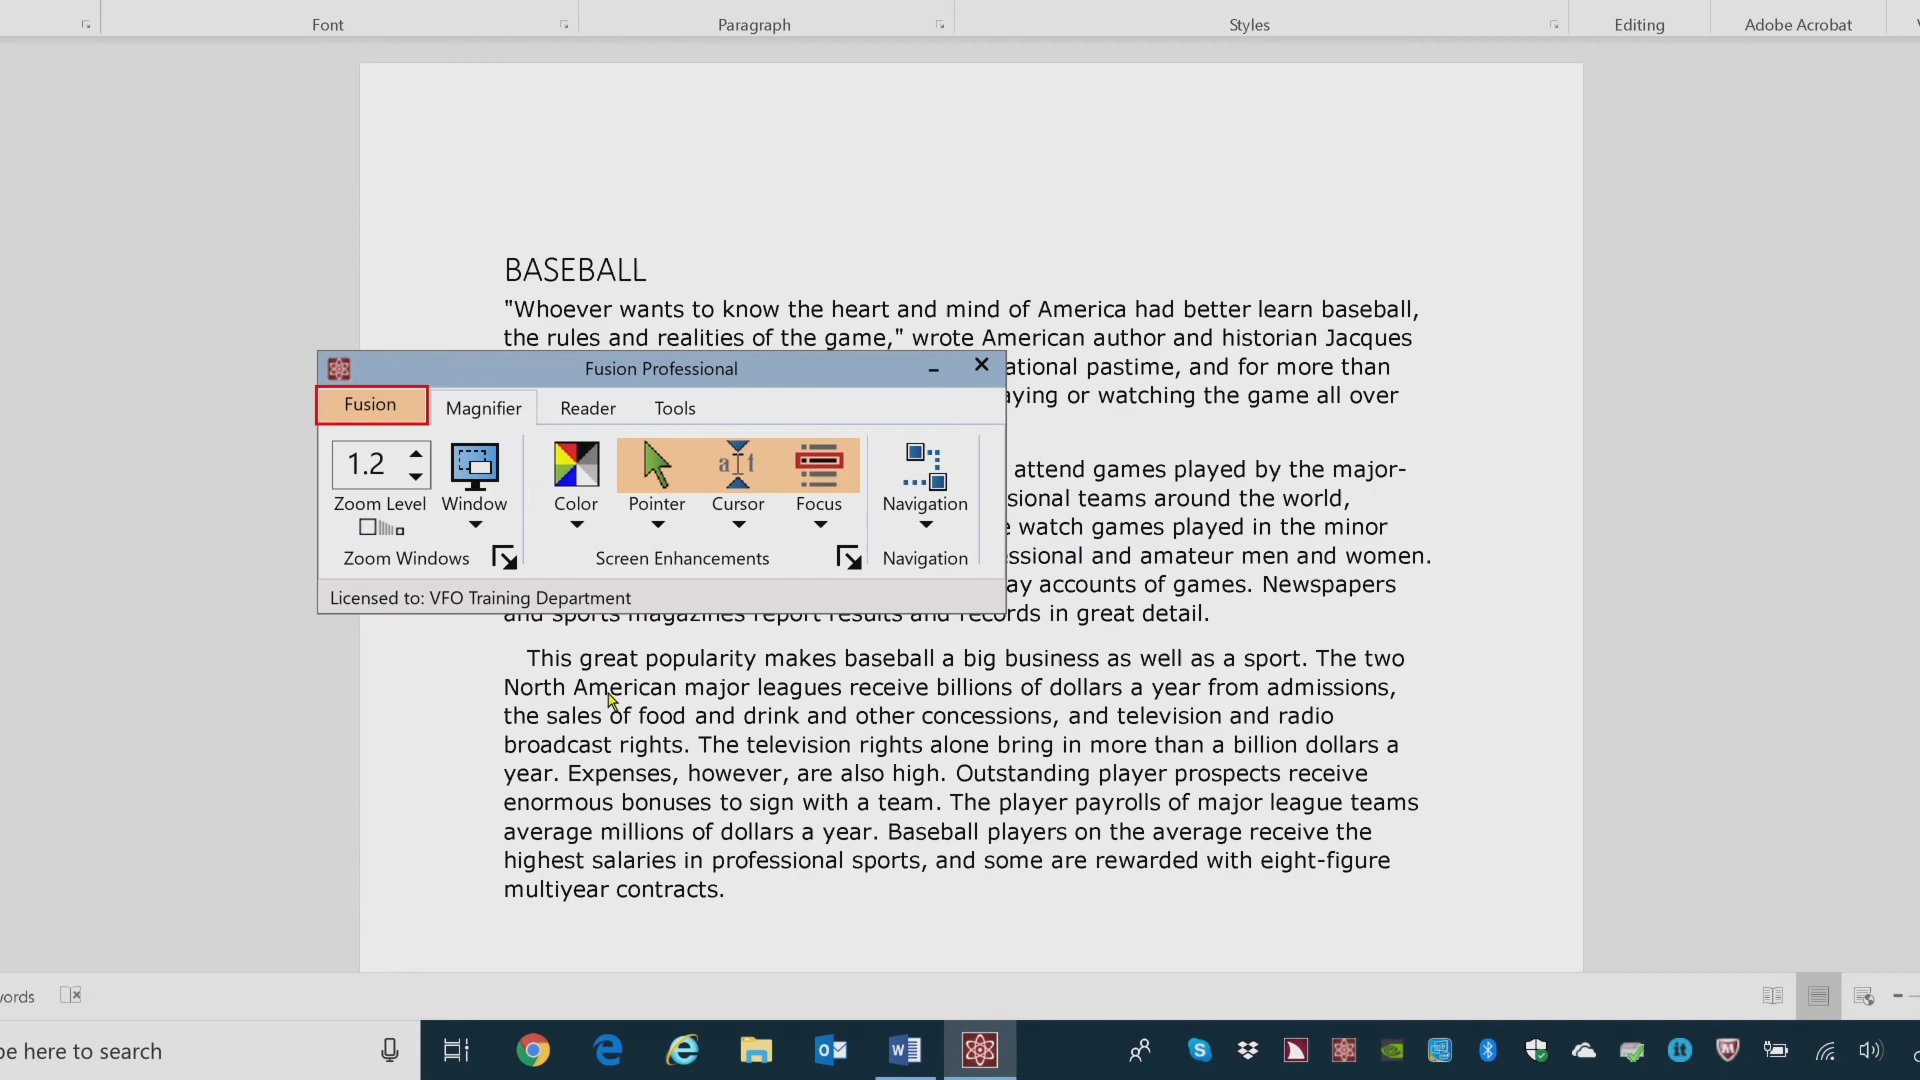 Font
Paragraph
Styles
Editing
Adobe Acrobat
BASEBALL
"Whoever wants to know the heart and mind of America had better learn baseball,
the rules and realities of the game," wrote American author and historian Jacques
ational pastime, and for more than
aying or watching the game all over
attend games played by the major-
sional teams around the world,
watch games played in the minor
ssional and amateur men and women.
ay accounts of games. Newspapers
and sports magazines report results and records in great detail.
Fusion Professional
Fusion
Magnifier
Reader
Tools
1.2
Zoom Level
Window
Color
Pointer
Cursor
Focus
Navigation
Zoom Windows
Screen Enhancements
Navigation
Licensed to: VFO Training Department
This great popularity makes baseball a big business as well as a sport. The two
North American major leagues receive billions of dollars a year from admissions,
the sales of food and drink and other concessions, and television and radio
broadcast rights. The television rights alone bring in more than a billion dollars a
year. Expenses, however, are also high. Outstanding player prospects receive
enormous bonuses to sign with a team. The player payrolls of major league teams
average millions of dollars a year. Baseball players on the average receive the
highest salaries in professional sports, and some are rewarded with eight-figure
multiyear contracts.
words
pe here to search